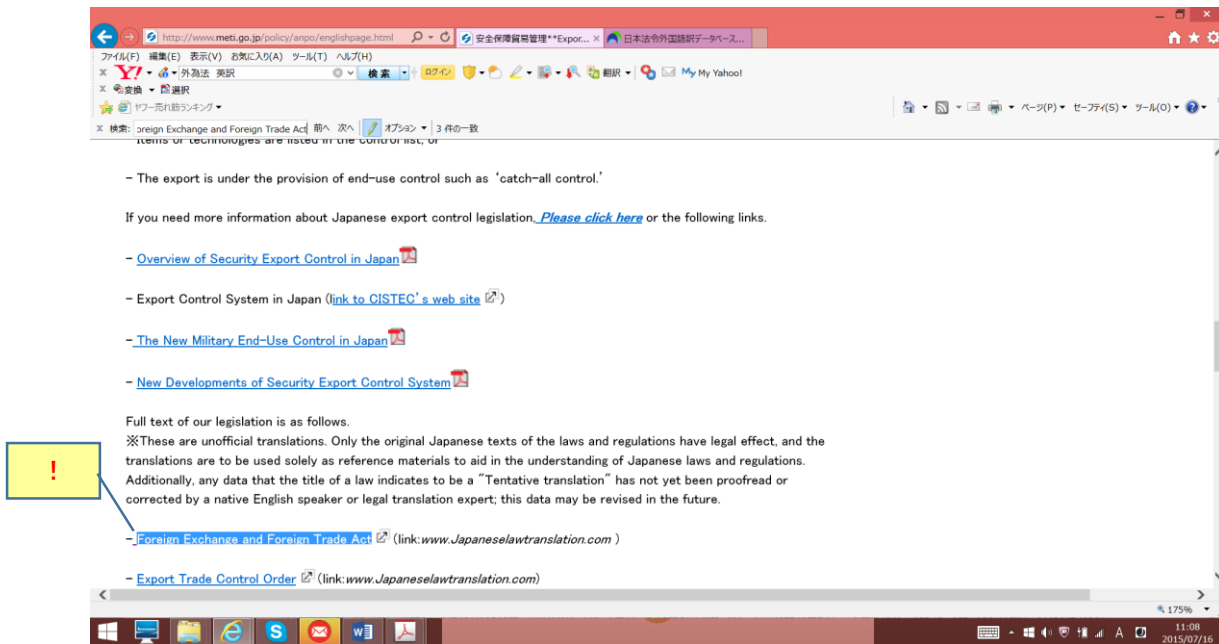 http://www.meti.go.jp/policy/anpo/englishpage.html
安全保障貿易管理**Expor...
日本法令外国語訳データベース...
ファイル(F) 編集(E) 表示(V) お気に入り(A) ツール(T) ヘルプ(H)
Y! 外為法 英訳 検索 ログイン 翻訳 My My Yahoo!
変換 選択
ヤフー売れ筋ランキング
ページ(P) セーフティ(S) ツール(O)
検索: oreign Exchange and Foreign Trade Act 前へ 次へ オプション 3 件の一致
Items or technologies are listed in the control list, or
- The export is under the provision of end-use control such as ‘catch-all control.’
If you need more information about Japanese export control legislation, Please click here or the following links.
- Overview of Security Export Control in Japan
- Export Control System in Japan (link to CISTEC’s web site )
- The New Military End-Use Control in Japan
- New Developments of Security Export Control System
Full text of our legislation is as follows.
※These are unofficial translations. Only the original Japanese texts of the laws and regulations have legal effect, and the
translations are to be used solely as reference materials to aid in the understanding of Japanese laws and regulations.
Additionally, any data that the title of a law indicates to be a "Tentative translation" has not yet been proofread or
corrected by a native English speaker or legal translation expert; this data may be revised in the future.
!
- Foreign Exchange and Foreign Trade Act (link:www.Japaneselawtranslation.com )
- Export Trade Control Order (link:www.Japaneselawtranslation.com)
175%
A
11:08
2015/07/16